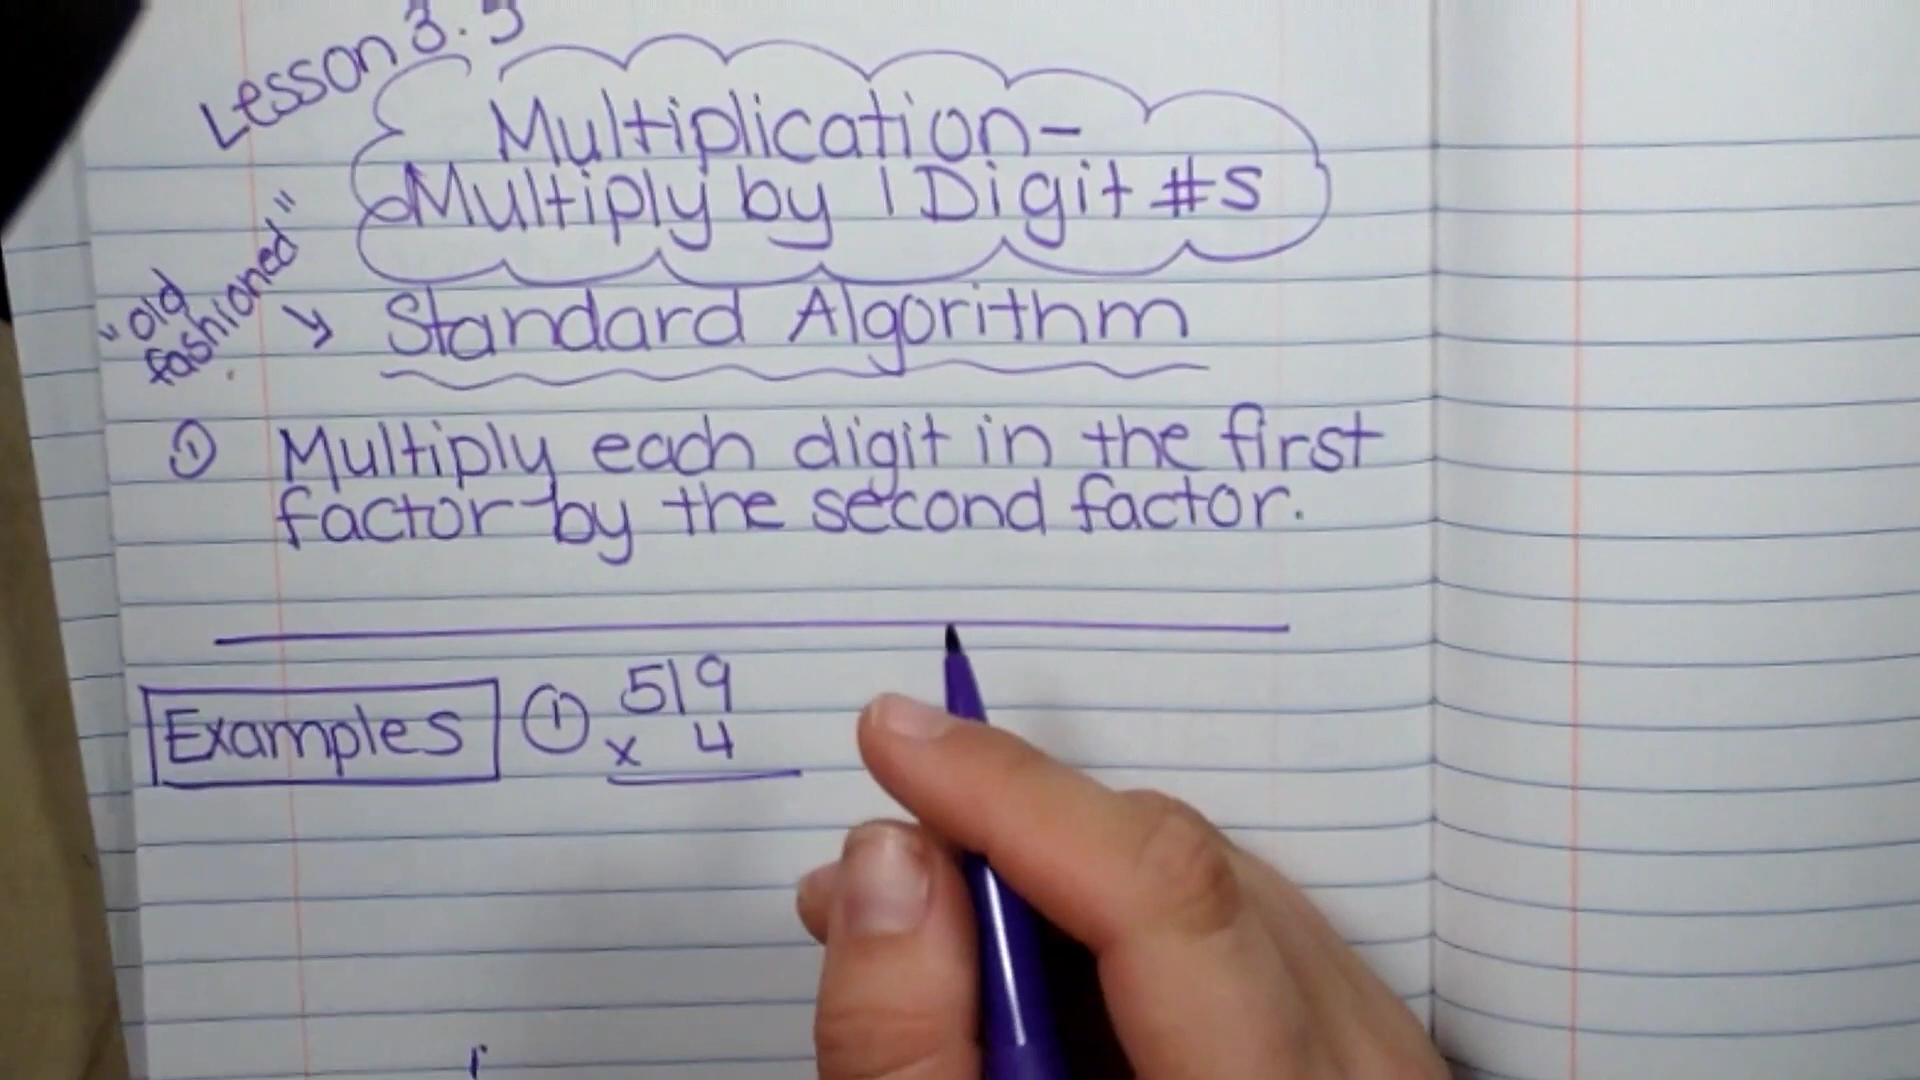 Lesson 3.5
Multiplication-
Multiply by 1 Digit #s
"old
fashioned"
Standard Algorithm
① Multiply each digit in the first
factor by the second factor.
Examples ① 519
x 4